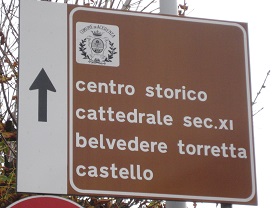 centro storico
cattedrale sec.XI
belvedere torretta
castello